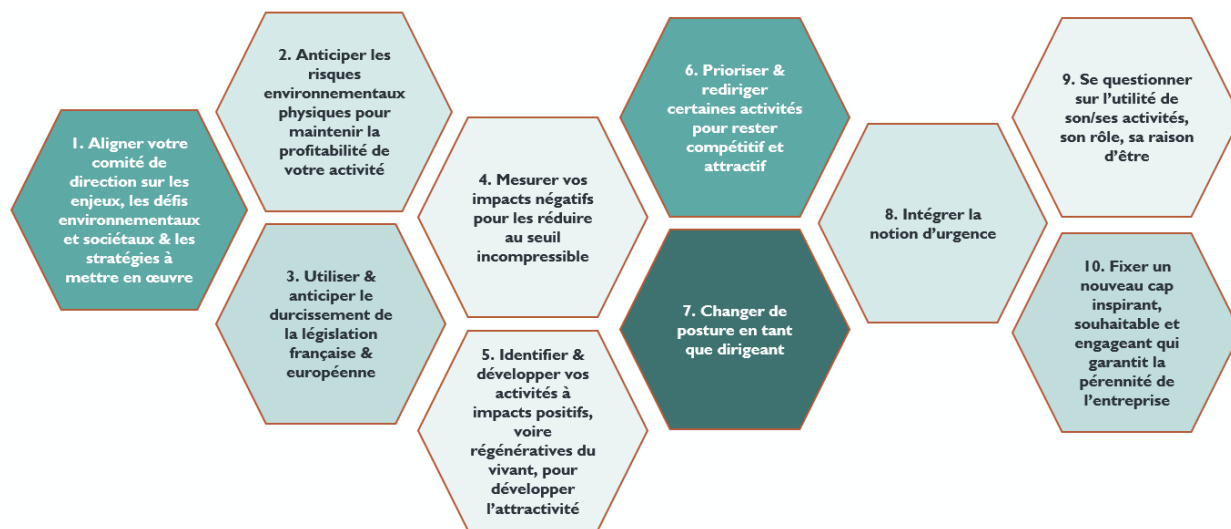 1. Aligner votre
comité de
direction sur les
enjeux, les défis
environnementaux
et sociétaux & les
stratégies à
mettre en œuvre
2. Anticiper les
risques
environnementaux
physiques pour
maintenir la
profitabilité de
votre activité
3. Utiliser &
anticiper le
durcissement de
la législation
française &
européenne
4. Mesurer vos
impacts négatifs
pour les réduire
au seuil
incompressible
5. Identifier &
développer vos
activités à
impacts positifs,
voire
régénératives du
vivant, pour
développer
l’attractivité
6. Prioriser &
rediriger
certaines activités
pour rester
compétitif et
attractif
7. Changer de
posture en tant
que dirigeant
8. Intégrer la
notion d’urgence
9. Se questionner
sur l’utilité de
son/ses activités,
son rôle, sa raison
d’être
10. Fixer un
nouveau cap
inspirant,
souhaitable et
engageant qui
garantit la
pérennité de
l’entreprise